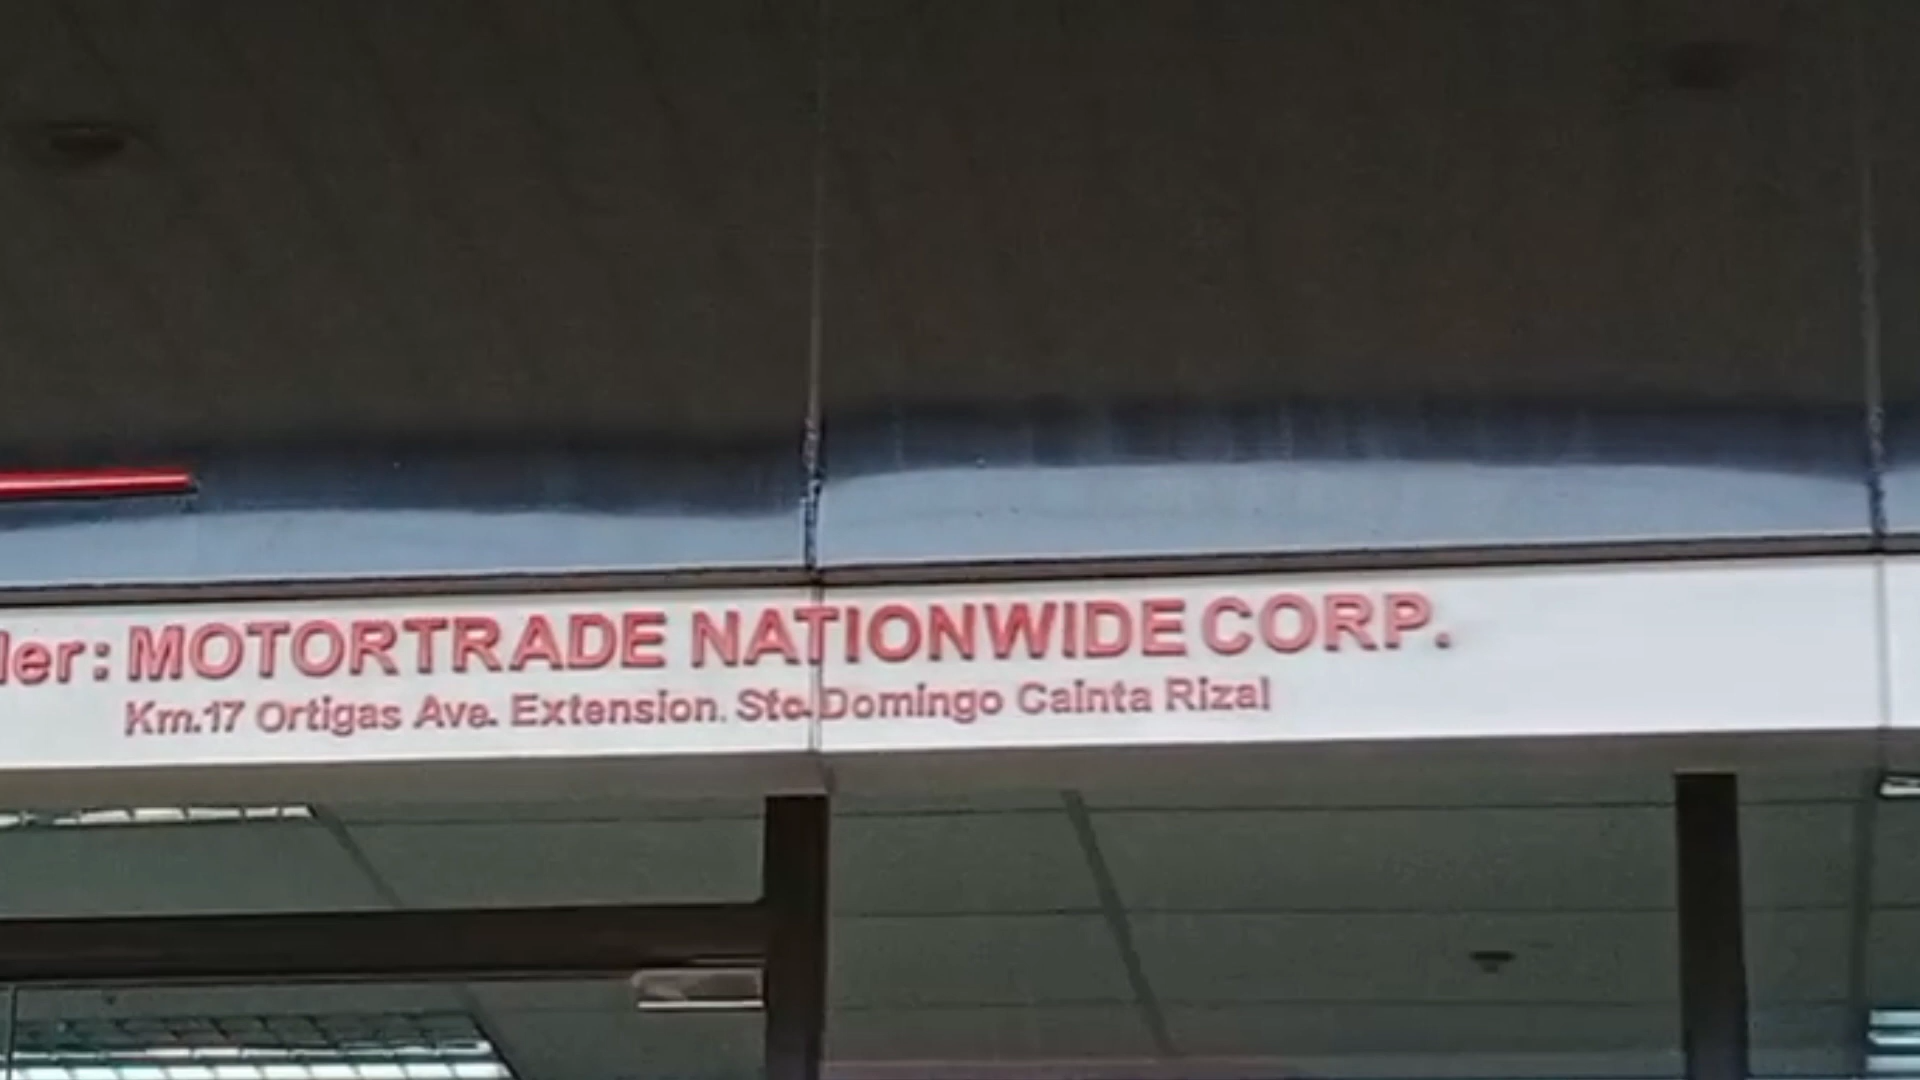 ler: MOTORTRADE NATIONWIDE CORP.
Km.17 Ortigas Ave. Extension. Sto. Domingo Cainta Rizal